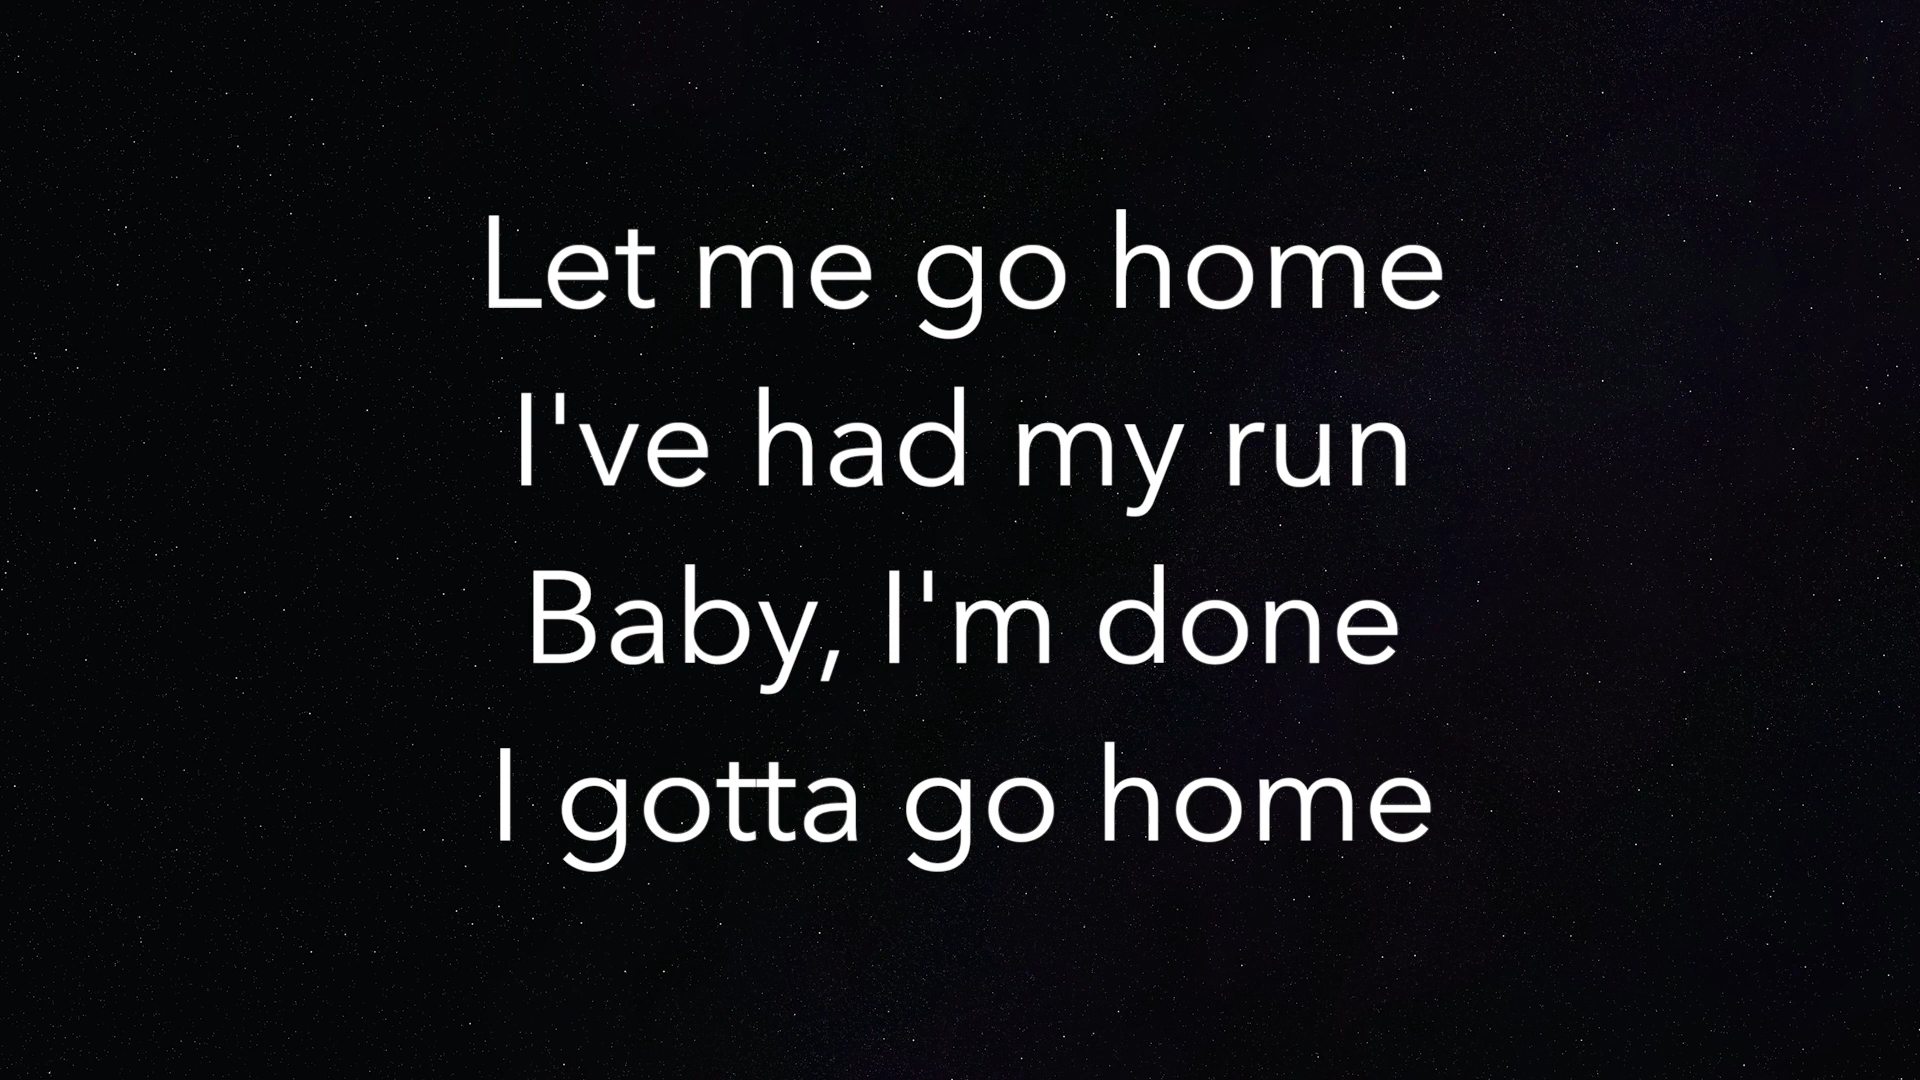 Let me go home
I've had my run
Baby, I'm done
I gotta go home